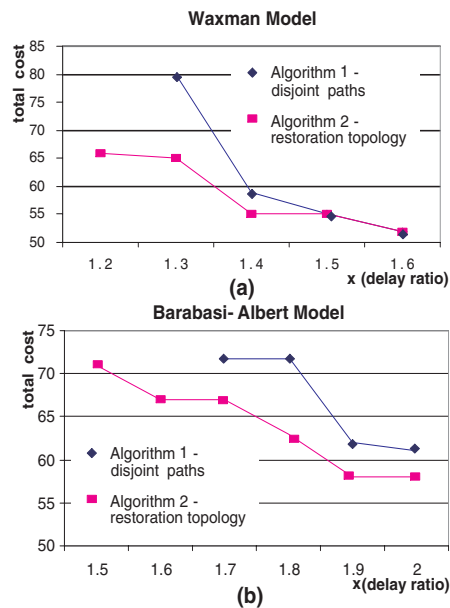 Waxman Model
total cost
85
80
75
70
65
60
55
50
Algorithm 1 -
disjoint paths
Algorithm 2 -
restoration topology
1.2 1.3 1.4 1.5 1.6
x (delay ratio)
(a)
Barabasi- Albert Model
total cost
75
70
65
60
55
50
Algorithm 1 -
disjoint paths
Algorithm 2 -
restoration topology
1.5 1.6 1.7 1.8 1.9 2
x(delay ratio)
(b)